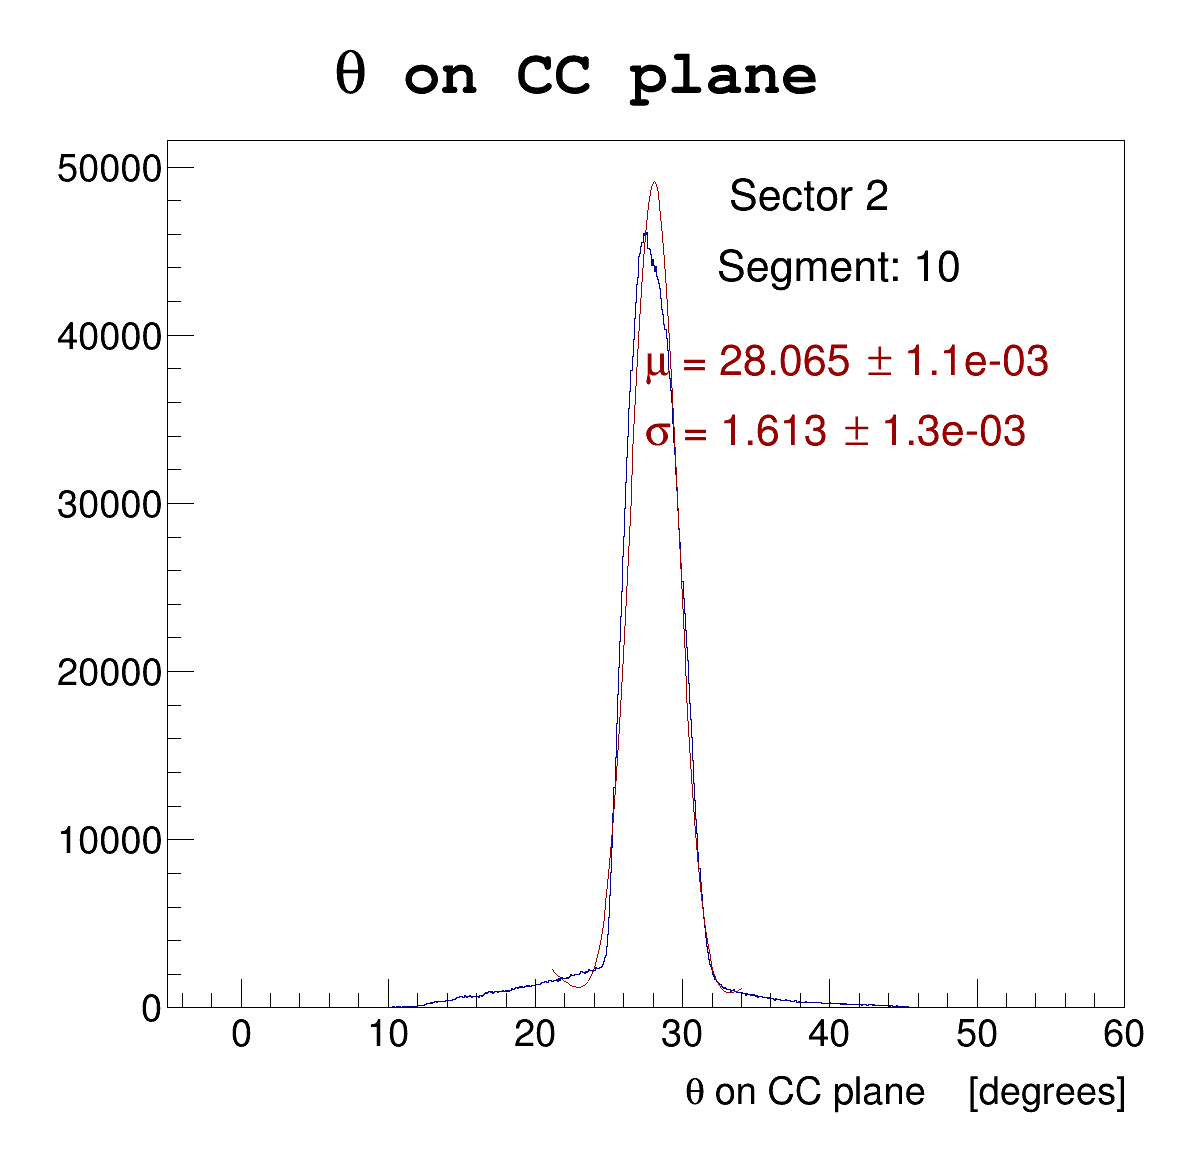 θ on CC plane
50000
40000
30000
20000
10000
0
Sector 2
Segment: 10
μ = 28.065 ± 1.1e-03
σ = 1.613 ± 1.3e-03
0 10 20 30 40 50 60
θ on CC plane [degrees]